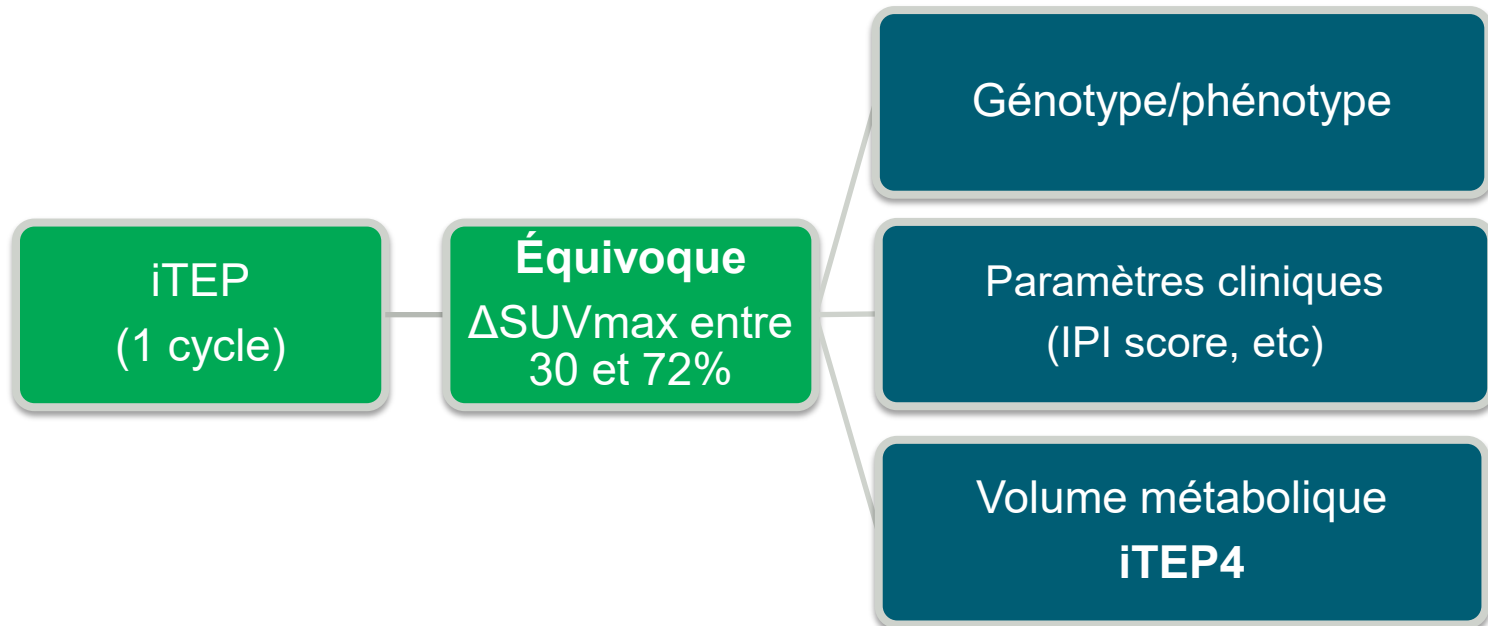 iTEP
(1 cycle)
Équivoque
ΔSUVmax entre
30 et 72%
Génotype/phénotype
Paramètres cliniques
(IPI score, etc)
Volume métabolique
iTEP4